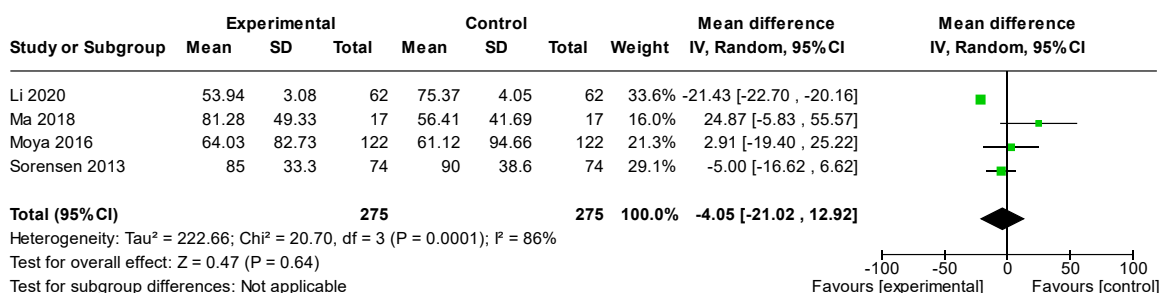 Experimental Control Mean difference Mean difference
Study or Subgroup Mean SD Total Mean SD Total Weight IV, Random, 95%CI IV, Random, 95%CI
Li 2020 53.94 3.08 62 75.37 4.05 62 33.6% -21.43 [-22.70 , -20.16]
Ma 2018 81.28 49.33 17 56.41 41.69 17 16.0% 24.87 [-5.83 , 55.57]
Moya 2016 64.03 82.73 122 61.12 94.66 122 21.3% 2.91 [-19.40 , 25.22]
Sorensen 2013 85 33.3 74 90 38.6 74 29.1% -5.00 [-16.62 , 6.62]
Total (95%CI) 275 275 100.0% -4.05 [-21.02 , 12.92]
Heterogeneity: Tau² = 222.66; Chi² = 20.70, df = 3 (P = 0.0001); I² = 86%
Test for overall effect: Z = 0.47 (P = 0.64)
-100 -50 0 50 100
Test for subgroup differences: Not applicable Favours [experimental] Favours [control]